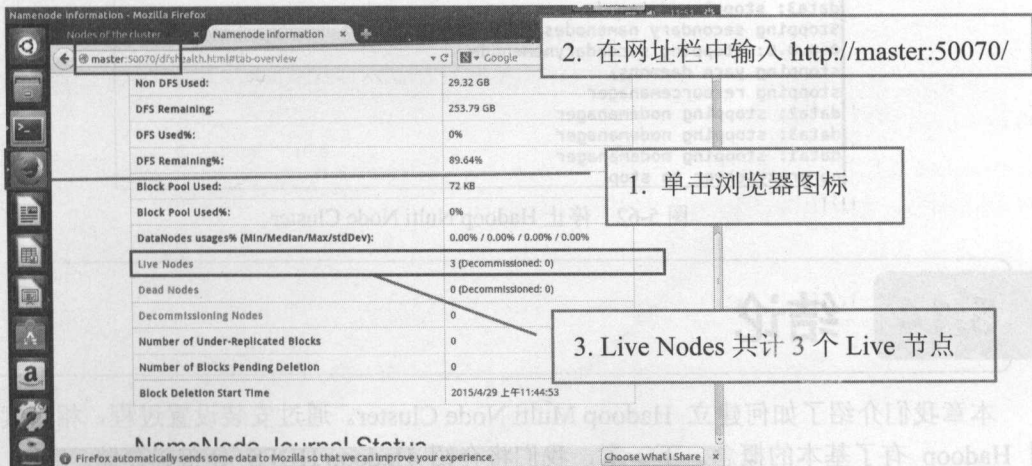 Namenode information - Mozilla Firefox
Nodes of the cluster × Namenode information × +
master:50070/dfshealth.html#tab-overview Google
2. 在网址栏中输入 http://master:50070/
Non DFS Used: 29.32 GB
DFS Remaining: 253.79 GB
DFS Used%: 0%
DFS Remaining%: 89.64%
1. 单击浏览器图标
Block Pool Used: 72 KB
Block Pool Used%: 0%
DataNodes usages% (Min/Median/Max/stdDev): 0.00% / 0.00% / 0.00% / 0.00%
Live Nodes 3 (Decommissioned: 0)
Dead Nodes 0 (Decommissioned: 0)
Decommissioning Nodes 0
Number of Under-Replicated Blocks 0
3. Live Nodes 共计 3 个 Live 节点
Number of Blocks Pending Deletion 0
Block Deletion Start Time 2015/4/29 上午11:44:53
NameNode Journal Status
Firefox automatically sends some data to Mozilla so that we can improve your experience. Choose What I Share ×